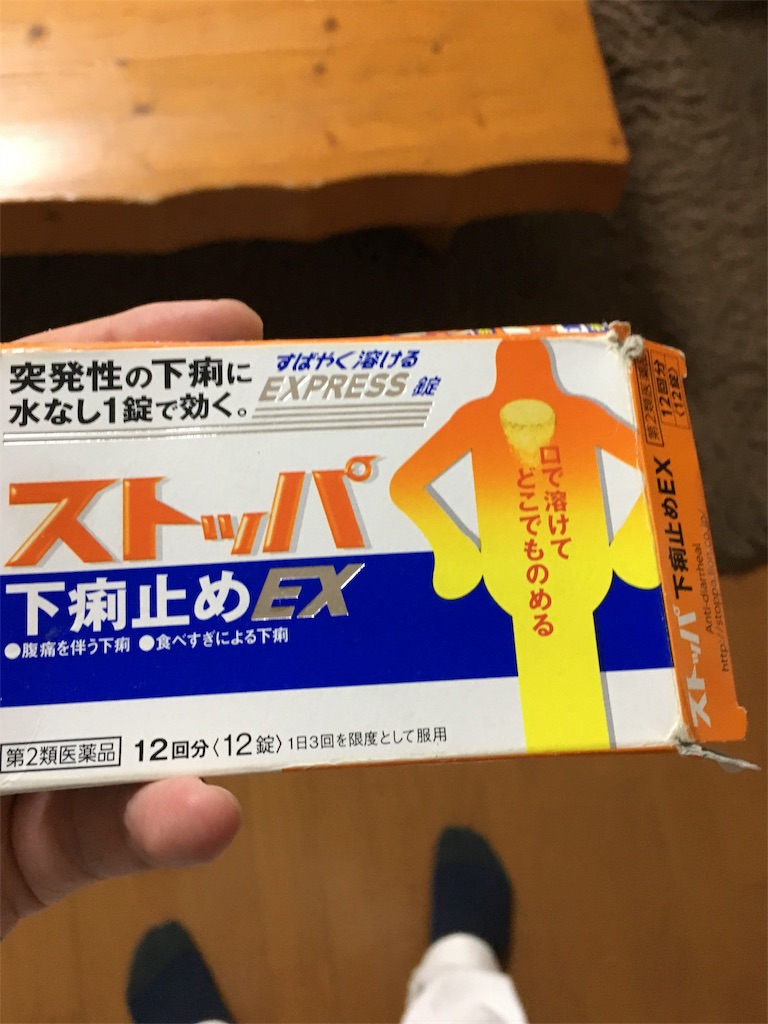 突発性の下痢に
水なし1錠で効く。
すばやく溶ける
EXPRESS錠
ストッパ
下痢止めEX
●腹痛を伴う下痢 ●食べすぎによる下痢
口で溶けて
どこでものめる
第2類医薬品 12回分〈12錠〉 1日3回を限度として服用
第2類医薬品
12回分
〈12錠〉
ストッパ 下痢止めEX
Anti-diarrheal